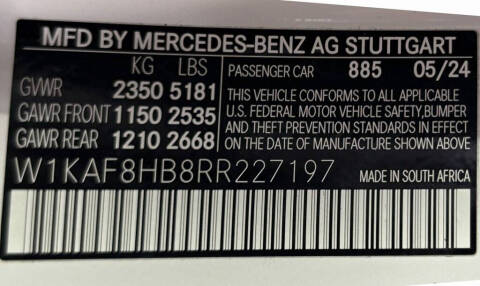 MFD BY MERCEDES-BENZ AG STUTTGART
KG LBS
GVWR 2350 5181
GAWR FRONT 1150 2535
GAWR REAR 1210 2668
PASSENGER CAR 885 05/24
THIS VEHICLE CONFORMS TO ALL APPLICABLE
U.S. FEDERAL MOTOR VEHICLE SAFETY,BUMPER
AND THEFT PREVENTION STANDARDS IN EFFECT
ON THE DATE OF MANUFACTURE SHOWN ABOVE.
W1KAF8HB8RR227197
MADE IN SOUTH AFRICA